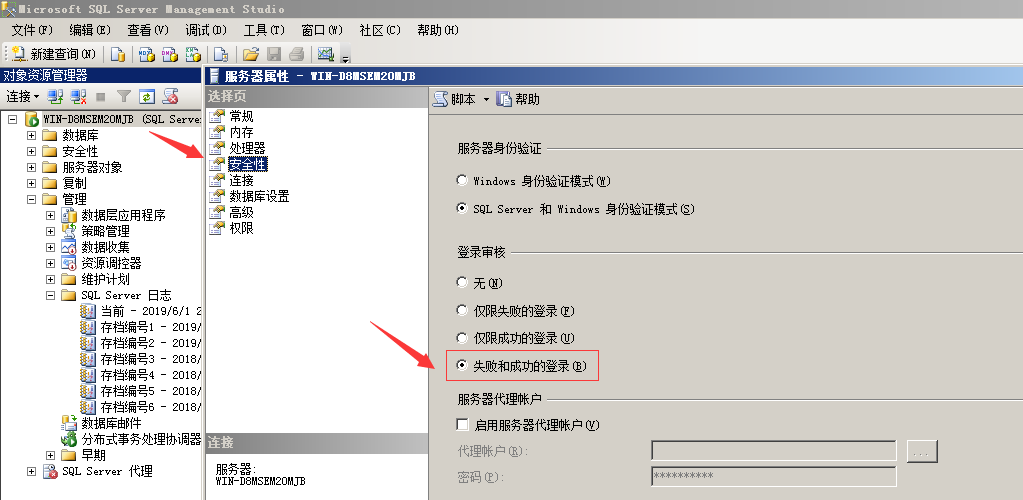 Microsoft SQL Server Management Studio
文件(F) 编辑(E) 查看(V) 调试(D) 工具(T) 窗口(W) 社区(C) 帮助(H)
新建查询(N)
对象资源管理器
连接
WIN-D8MSEM2OMJB (SQL Serve
数据库
安全性
服务器对象
复制
管理
数据层应用程序
策略管理
数据收集
资源调控器
维护计划
SQL Server 日志
当前 - 2019/6/1 2
存档编号1 - 2019/
存档编号2 - 2019/
存档编号3 - 2018/
存档编号4 - 2018/
存档编号5 - 2018/
存档编号6 - 2018/
数据库邮件
分布式事务处理协调器
早期
SQL Server 代理
服务器属性 - WIN-D8MSEM2OMJB
选择页
常规
内存
处理器
安全性
连接
数据库设置
高级
权限
连接
服务器:
WIN-D8MSEM2OMJB
脚本 帮助
服务器身份验证
Windows 身份验证模式(W)
SQL Server 和 Windows 身份验证模式(S)
登录审核
无(N)
仅限失败的登录(F)
仅限成功的登录(U)
失败和成功的登录(B)
服务器代理帐户
启用服务器代理帐户(Y)
代理帐户(R):
...
密码(P):
**********